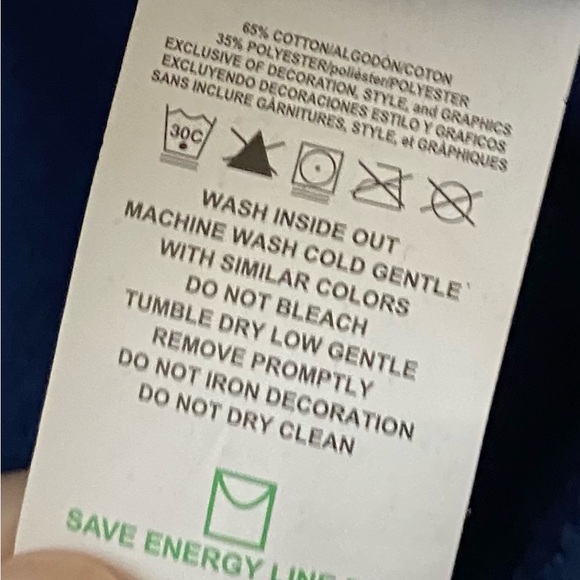 65% COTTON/ALGODÓN/COTON
35% POLYESTER/poliéster/POLYESTER
EXCLUSIVE OF DECORATION, STYLE, and GRAPHICS
EXCLUYENDO DECORACIONES ESTILO Y GRAFICOS
SANS INCLURE GARNITURES, STYLE, et GRAPHIQUES
30C
WASH INSIDE OUT
MACHINE WASH COLD GENTLE
WITH SIMILAR COLORS
DO NOT BLEACH
TUMBLE DRY LOW GENTLE
REMOVE PROMPTLY
DO NOT IRON DECORATION
DO NOT DRY CLEAN
SAVE ENERGY LINE